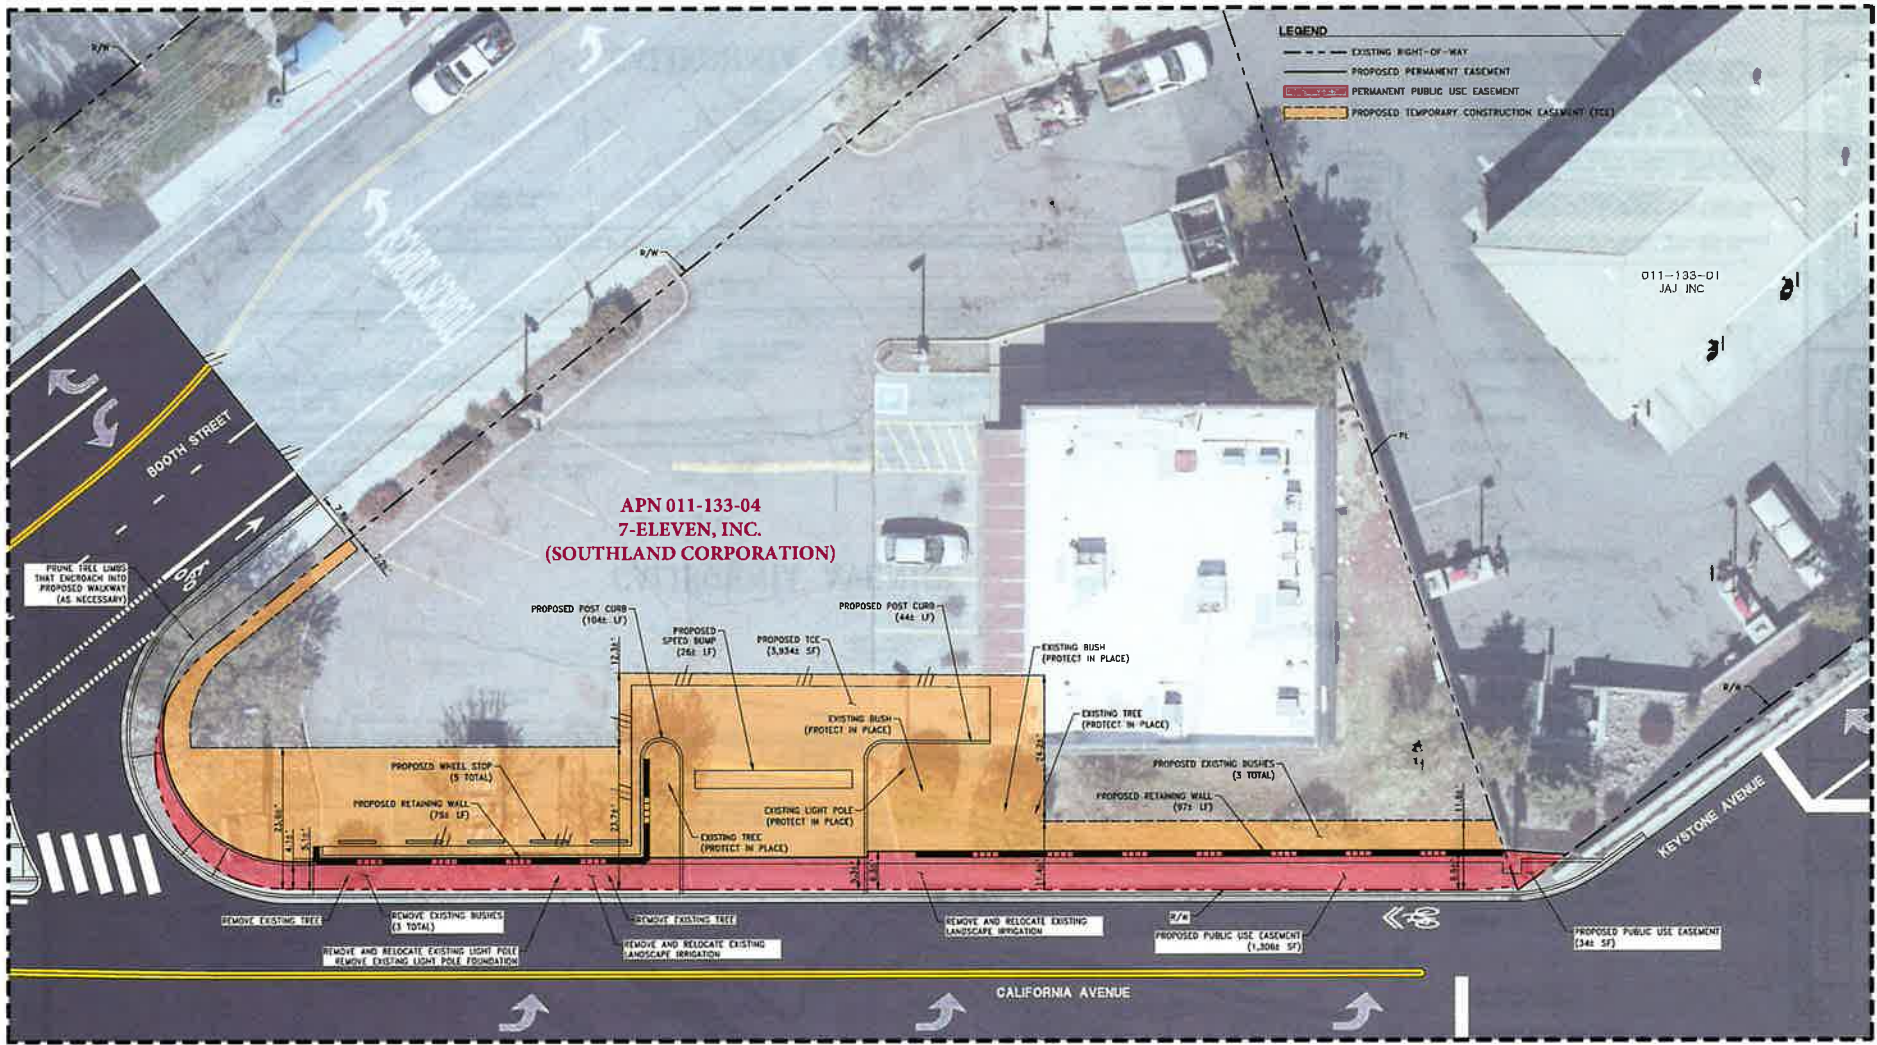 LEGEND
EXISTING RIGHT-OF-WAY
PROPOSED PERMANENT EASEMENT
PERMANENT PUBLIC USE EASEMENT
PROPOSED TEMPORARY CONSTRUCTION EASEMENT (TCE)
R/W
R/W
011-133-01
JAJ INC
BOOTH STREET
PL
APN 011-133-04
7-ELEVEN, INC.
(SOUTHLAND CORPORATION)
PRUNE TREE LIMBS
THAT ENCROACH INTO
PROPOSED WALKWAY
(AS NECESSARY)
PROPOSED POST CURB
(104± LF)
PROPOSED
SPEED BUMP
(26± LF)
PROPOSED TCE
(3,934± SF)
PROPOSED POST CURB
(44± LF)
EXISTING BUSH
(PROTECT IN PLACE)
R/W
EXISTING BUSH
(PROTECT IN PLACE)
EXISTING TREE
(PROTECT IN PLACE)
PROPOSED WHEEL STOP
(5 TOTAL)
PROPOSED EXISTING BUSHES
(3 TOTAL)
PROPOSED RETAINING WALL
(75± LF)
EXISTING LIGHT POLE
(PROTECT IN PLACE)
PROPOSED RETAINING WALL
(97± LF)
EXISTING TREE
(PROTECT IN PLACE)
KEYSTONE AVENUE
REMOVE EXISTING TREE
REMOVE EXISTING BUSHES
(3 TOTAL)
REMOVE EXISTING TREE
REMOVE AND RELOCATE EXISTING
LANDSCAPE IRRIGATION
R/W
REMOVE AND RELOCATE EXISTING LIGHT POLE
REMOVE EXISTING LIGHT POLE FOUNDATION
REMOVE AND RELOCATE EXISTING
LANDSCAPE IRRIGATION
PROPOSED PUBLIC USE EASEMENT
(1,306± SF)
PROPOSED PUBLIC USE EASEMENT
(34± SF)
CALIFORNIA AVENUE